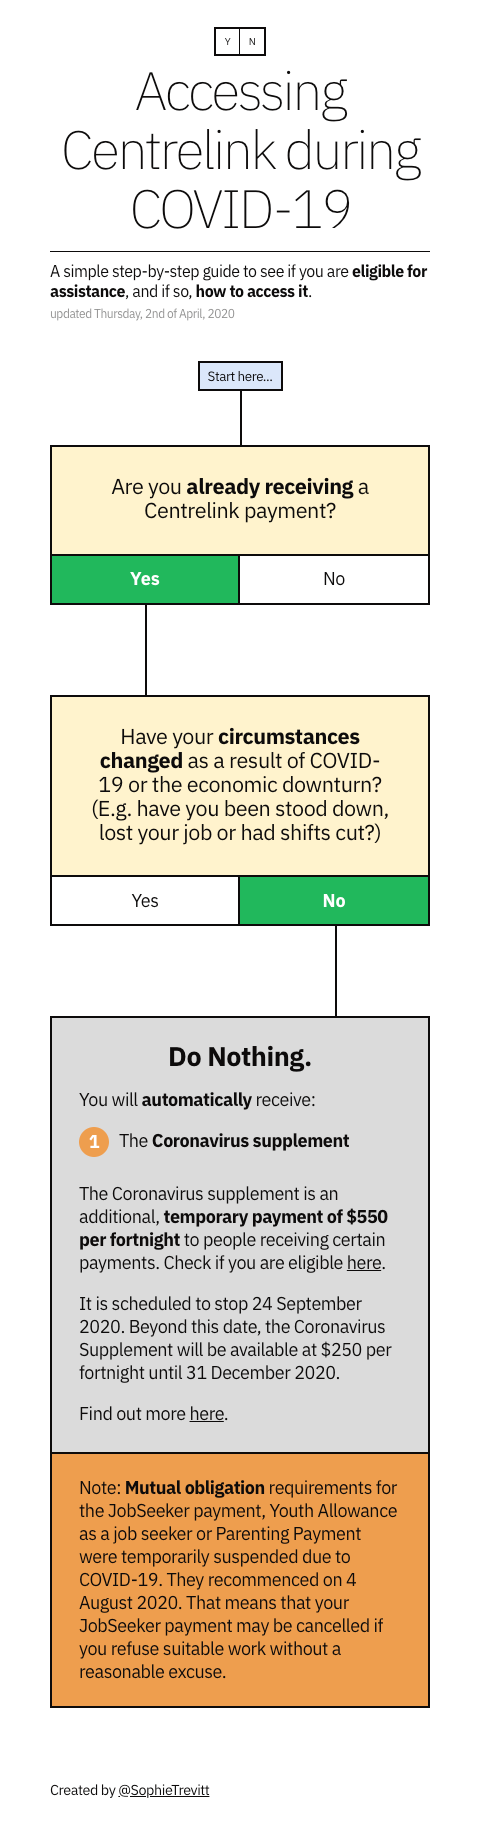 Y N
Accessing
Centrelink during
COVID-19
A simple step-by-step guide to see if you are eligible for
assistance, and if so, how to access it.
updated Thursday, 2nd of April, 2020
Start here...
Are you already receiving a
Centrelink payment?
Yes No
Have your circumstances
changed as a result of COVID-
19 or the economic downturn?
(E.g. have you been stood down,
lost your job or had shifts cut?)
Yes No
Do Nothing.
You will automatically receive:
1 The Coronavirus supplement
The Coronavirus supplement is an
additional, temporary payment of $550
per fortnight to people receiving certain
payments. Check if you are eligible here.
It is scheduled to stop 24 September
2020. Beyond this date, the Coronavirus
Supplement will be available at $250 per
fortnight until 31 December 2020.
Find out more here.
Note: Mutual obligation requirements for
the JobSeeker payment, Youth Allowance
as a job seeker or Parenting Payment
were temporarily suspended due to
COVID-19. They recommenced on 4
August 2020. That means that your
JobSeeker payment may be cancelled if
you refuse suitable work without a
reasonable excuse.
Created by @SophieTrevitt